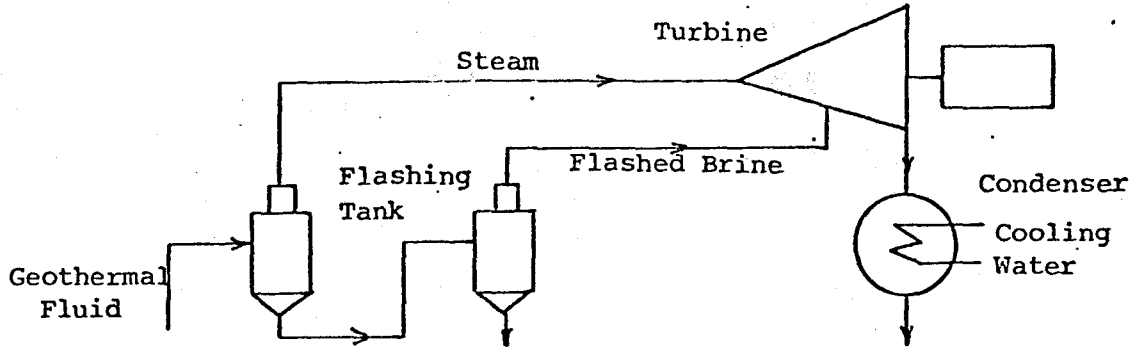 Turbine
Steam
Flashed Brine
Flashing
Tank
Condenser
Cooling
Water
Geothermal
Fluid